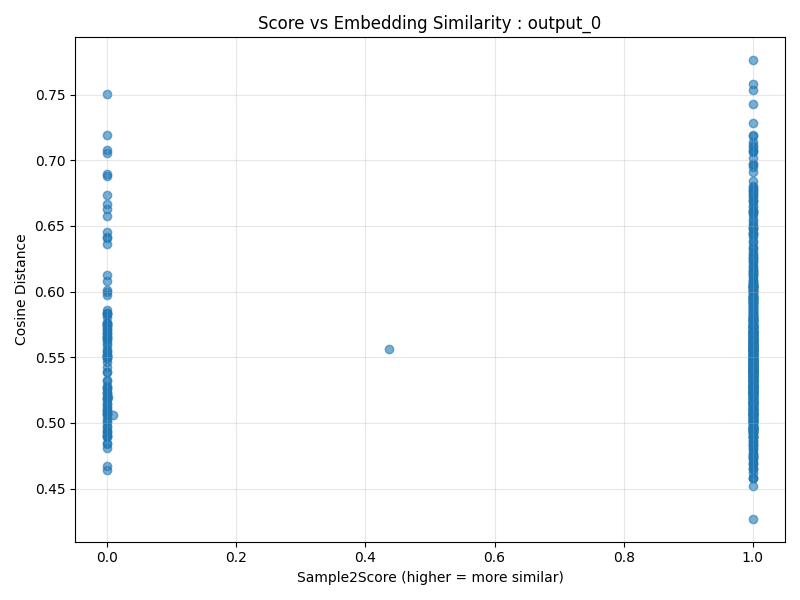 Score vs Embedding Similarity : output_0
Cosine Distance
0.75
0.70
0.65
0.60
0.55
0.50
0.45
0.0 0.2 0.4 0.6 0.8 1.0
Sample2Score (higher = more similar)